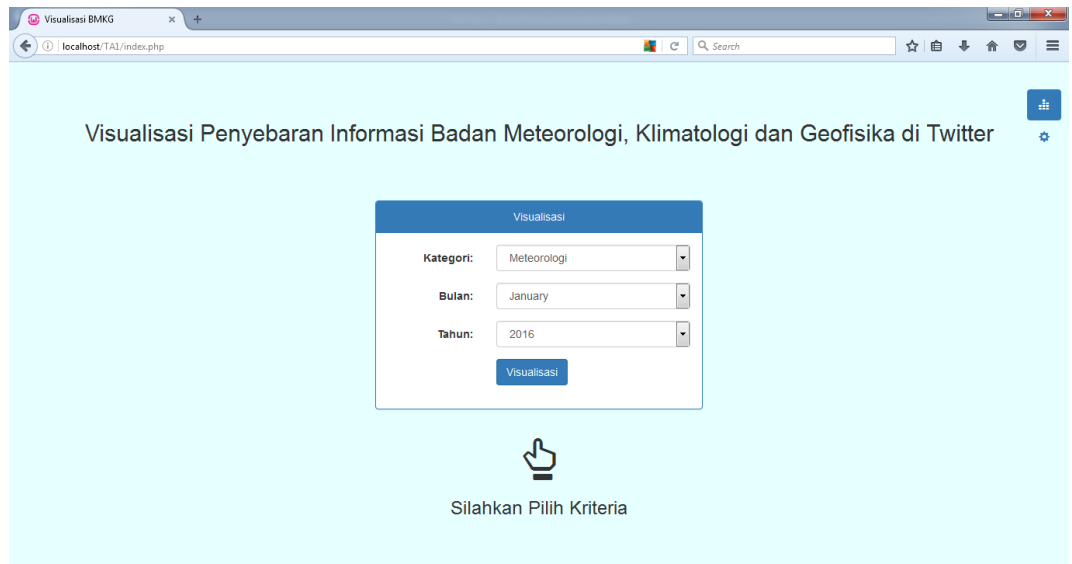 Visualisasi BMKG
localhost/TA1/index.php
Search
Visualisasi Penyebaran Informasi Badan Meteorologi, Klimatologi dan Geofisika di Twitter
Visualisasi
Kategori: Meteorologi
Bulan: January
Tahun: 2016
Visualisasi
Silahkan Pilih Kriteria